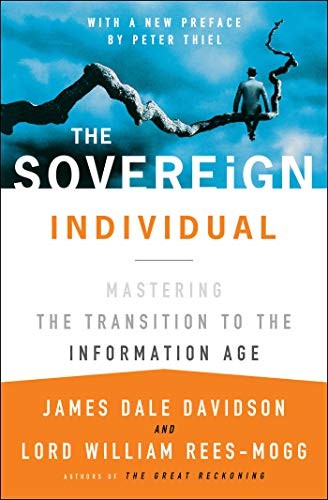 WITH A NEW PREFACE
BY PETER THIEL
THE
SOVEREiGN
INDIVIDUAL
MASTERING
THE TRANSITION TO THE
INFORMATION AGE
JAMES DALE DAVIDSON
AND
LORD WILLIAM REES-MOGG
AUTHORS OF THE GREAT RECKONING